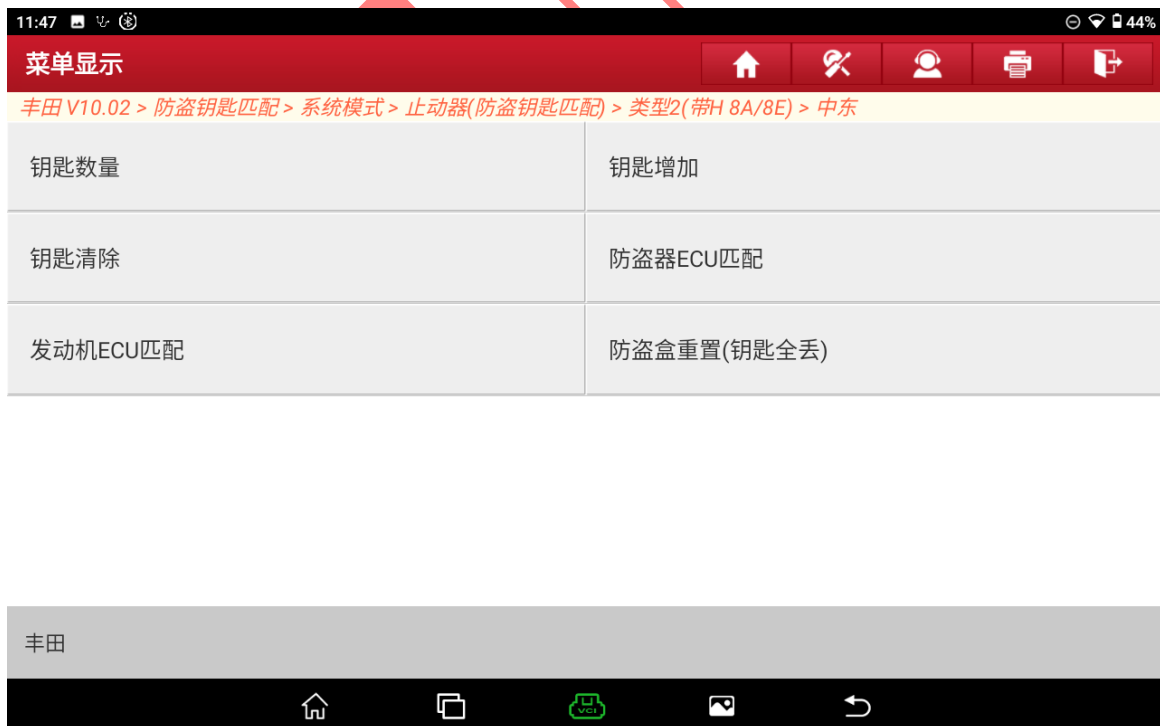 11:47 44%
菜单显示
丰田 V10.02 > 防盗钥匙匹配 > 系统模式 > 止动器(防盗钥匙匹配) > 类型2(带H 8A/8E) > 中东
钥匙数量 钥匙增加
钥匙清除 防盗器ECU匹配
发动机ECU匹配 防盗盒重置(钥匙全丢)
丰田
VCI